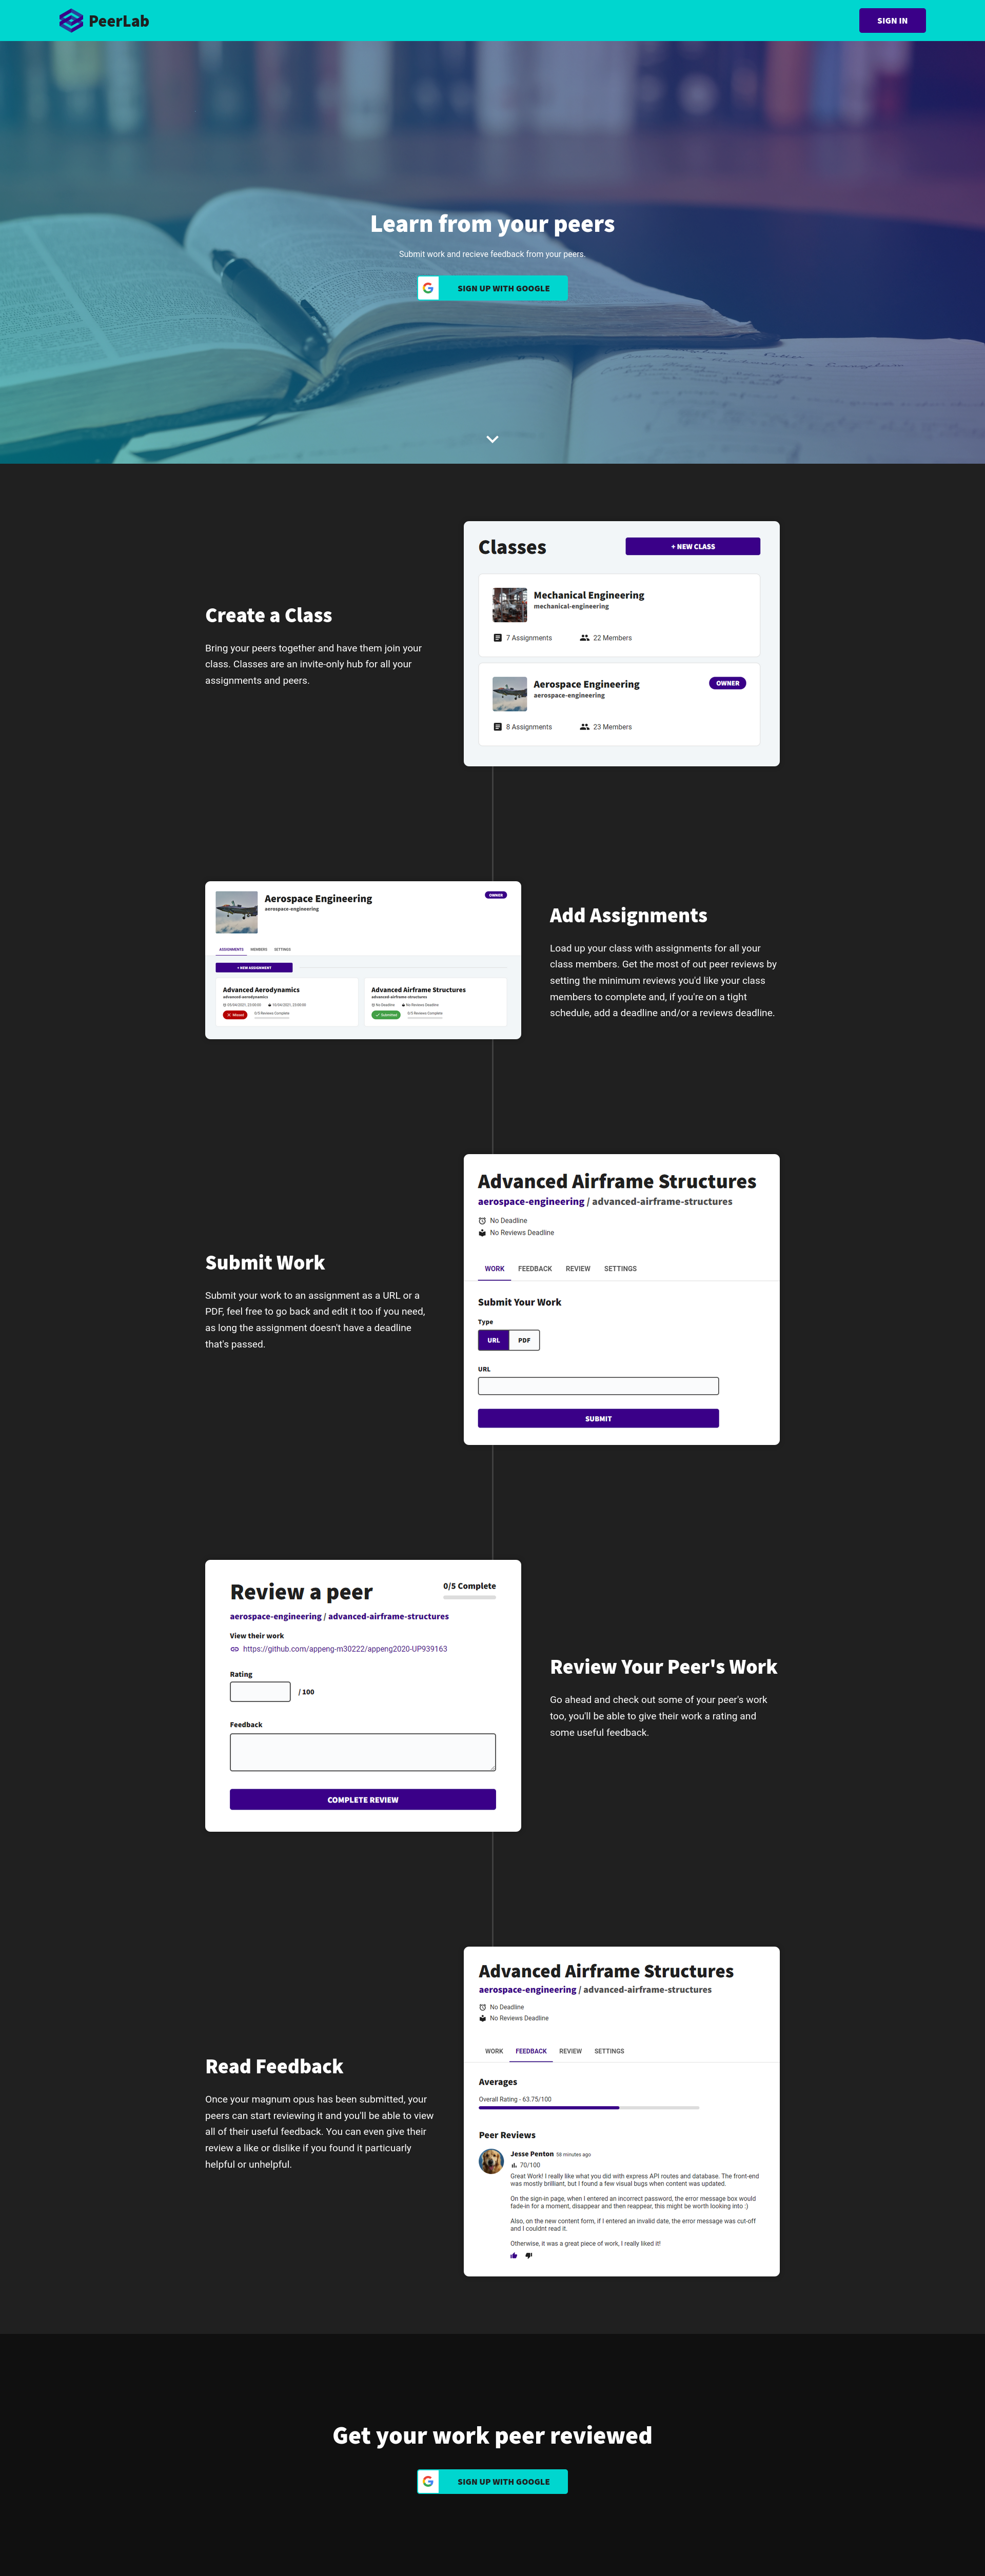 PeerLab
SIGN IN
Learn from your peers
Submit work and recieve feedback from your peers.
SIGN UP WITH GOOGLE
Create a Class
Bring your peers together and have them join your
class. Classes are an invite-only hub for all your
assignments and peers.
Classes
+ NEW CLASS
Mechanical Engineering
mechanical-engineering
7 Assignments
22 Members
Aerospace Engineering
OWNER
aerospace-engineering
8 Assignments
23 Members
Aerospace Engineering
OWNER
aerospace-engineering
ASSIGNMENTS
MEMBERS
SETTINGS
+ NEW ASSIGNMENT
Advanced Aerodynamics
advanced-aerodynamics
Missed
0/5 Reviews Complete
Advanced Airframe Structures
advanced-airframe-structures
No Deadline
No Reviews Deadline
Submitted
0/5 Reviews Complete
Add Assignments
Load up your class with assignments for all your
class members. Get the most of out peer reviews by
setting the minimum reviews you'd like your class
members to complete and, if you're on a tight
schedule, add a deadline and/or a reviews deadline.
Submit Work
Submit your work to an assignment as a URL or a
PDF, feel free to go back and edit it too if you need,
as long the assignment doesn't have a deadline
that's passed.
Advanced Airframe Structures
aerospace-engineering / advanced-airframe-structures
No Deadline
No Reviews Deadline
WORK
FEEDBACK
REVIEW
SETTINGS
Submit Your Work
Type
URL
PDF
URL
SUBMIT
Review a peer
0/5 Complete
aerospace-engineering / advanced-airframe-structures
View their work
https://github.com/appeng-m30222/appeng2020-UP939163
Rating
/ 100
Feedback
COMPLETE REVIEW
Review Your Peer's Work
Go ahead and check out some of your peer's work
too, you'll be able to give their work a rating and
some useful feedback.
Read Feedback
Once your magnum opus has been submitted, your
peers can start reviewing it and you'll be able to view
all of their useful feedback. You can even give their
review a like or dislike if you found it particuarly
helpful or unhelpful.
Advanced Airframe Structures
aerospace-engineering / advanced-airframe-structures
No Deadline
No Reviews Deadline
WORK
FEEDBACK
REVIEW
SETTINGS
Averages
Overall Rating - 63.75/100
Peer Reviews
Jesse Penton 38 minutes ago
70/100
Great Work! I really like what you did with express API routes and database. The front-end
was mostly brilliant, but I found a few visual bugs when content was updated.
On the sign-in page, when I entered an incorrect password, the error message box would
fade-in for a moment, disappear and then reappear, this might be worth looking into :)
Also, on the new content form, if I entered an invalid date, the error message was cut-off
and I couldnt read it.
Otherwise, it was a great piece of work, I really liked it!
Get your work peer reviewed
SIGN UP WITH GOOGLE